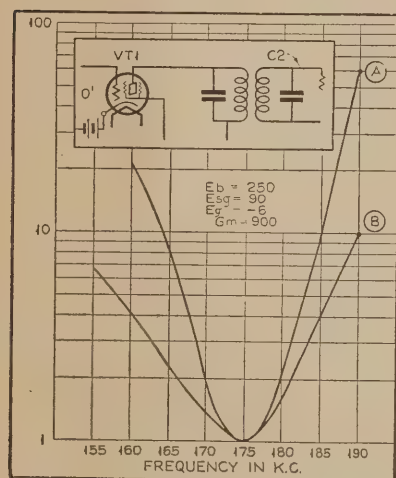 100
VT1
C2
O'
A
Eb = 250
Esg = 90
Eg = -6
Gm = 900
10
B
1
155 160 165 170 175 180 185 190
FREQUENCY IN K.C.